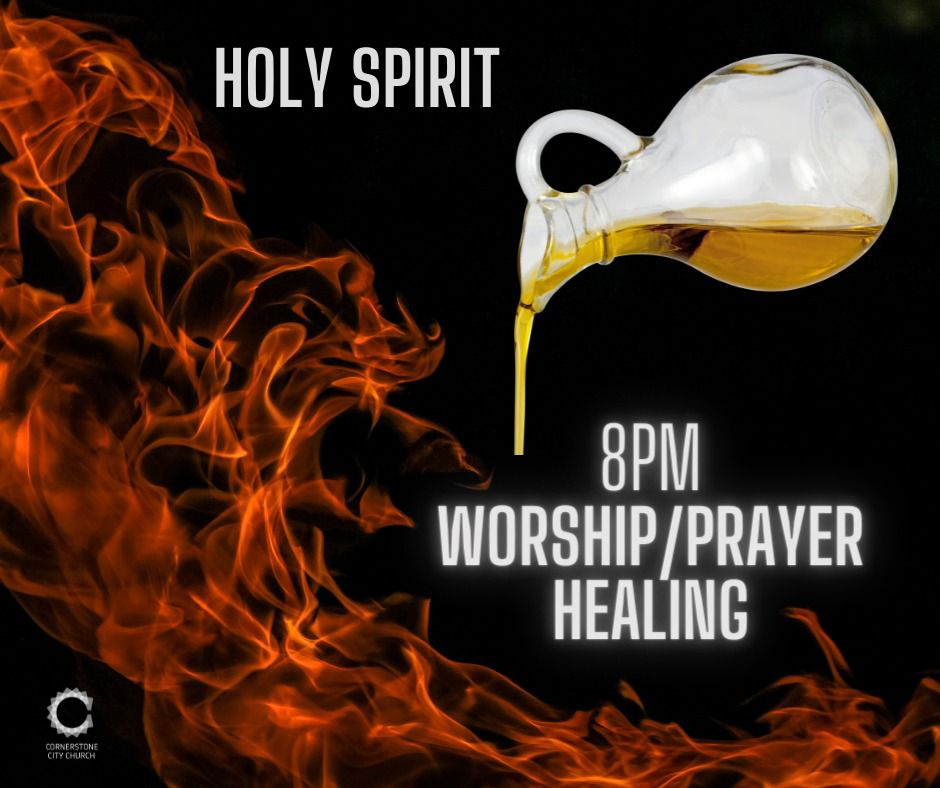 HOLY SPIRIT
8PM
WORSHIP/PRAYER
HEALING
CORNERSTONE
CITY CHURCH